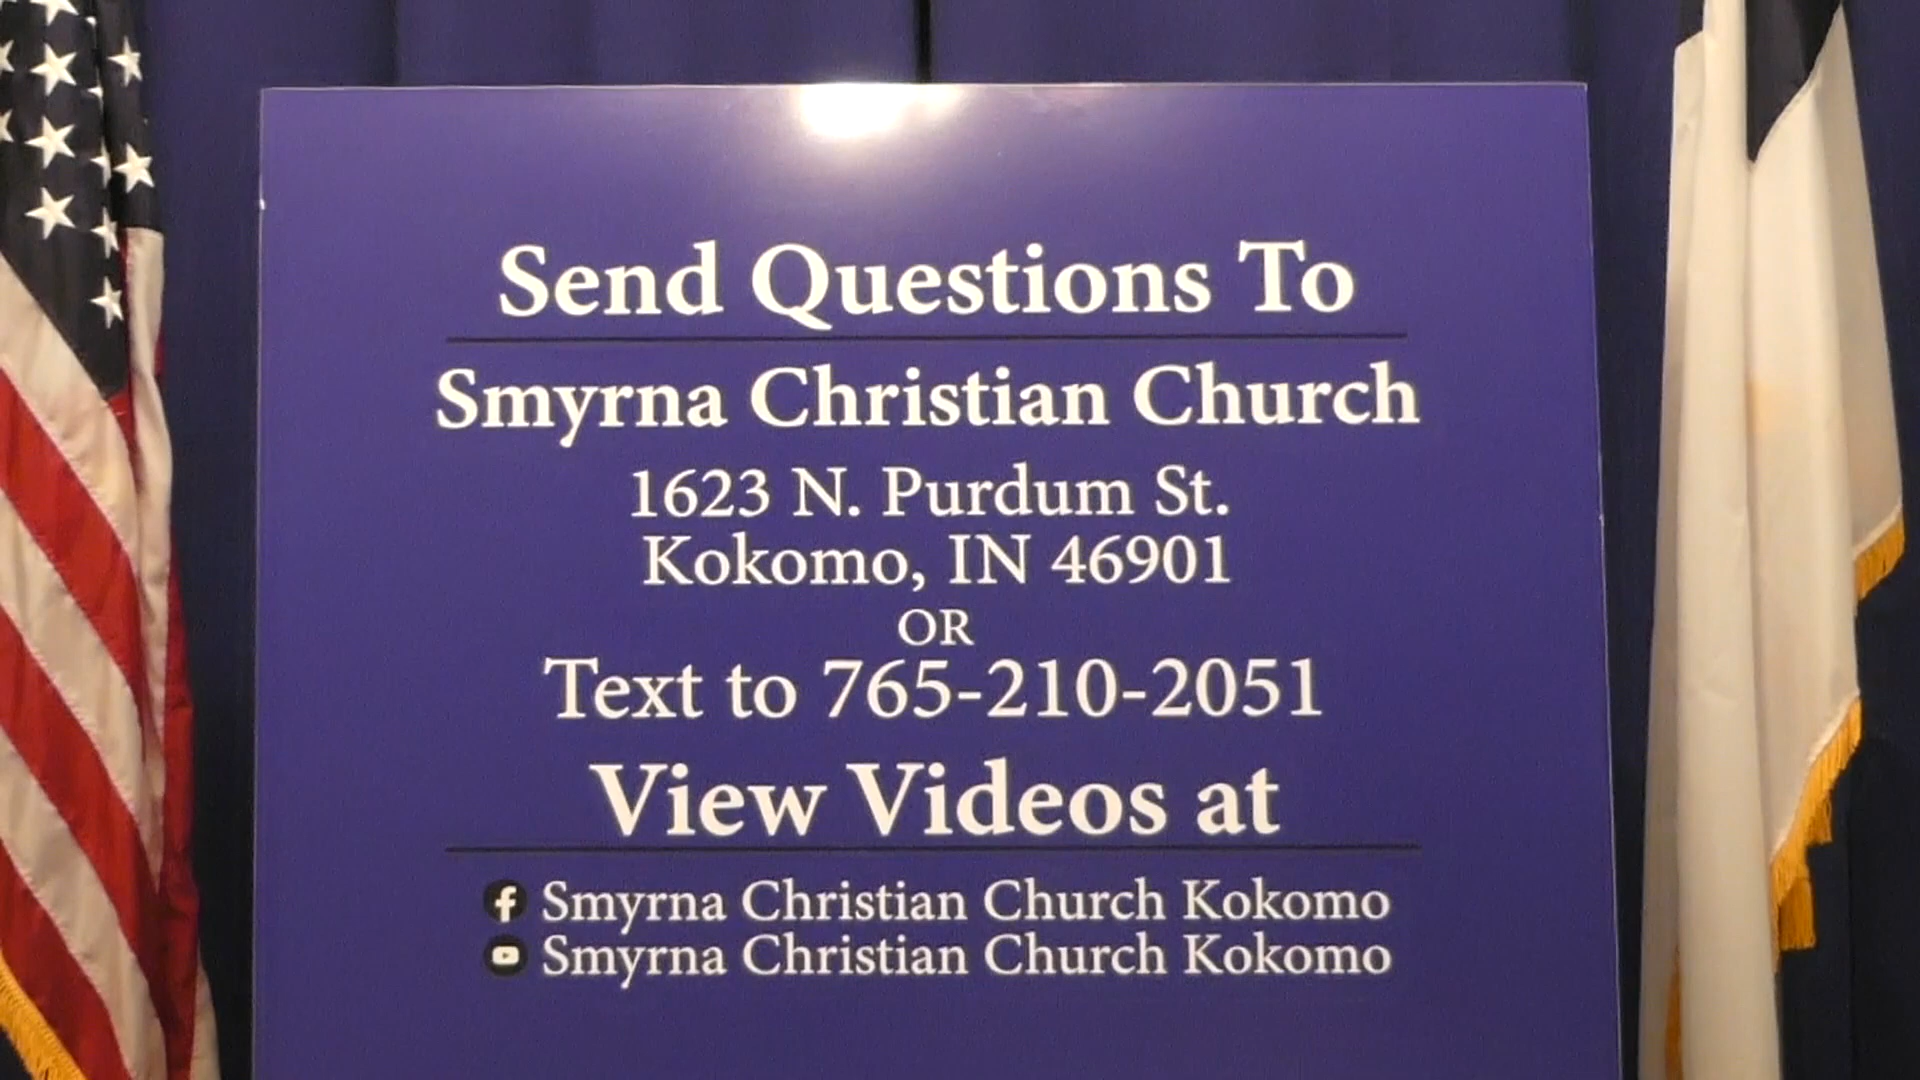 Send Questions To
Smyrna Christian Church
1623 N. Purdum St.
Kokomo, IN 46901
OR
Text to 765-210-2051
View Videos at
Smyrna Christian Church Kokomo
Smyrna Christian Church Kokomo